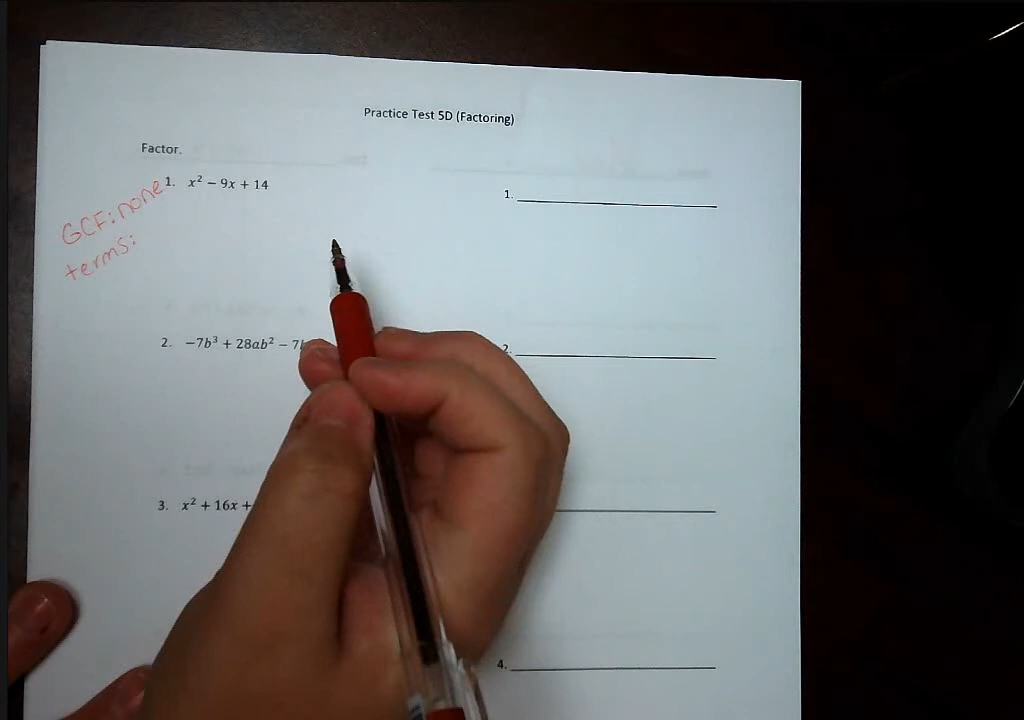 Practice Test 5D (Factoring)
Factor.
1. x² − 9x + 14
1.
GCF: none
terms:
2. −7b³ + 28ab² −
2.
3. x² + 16x +
4.